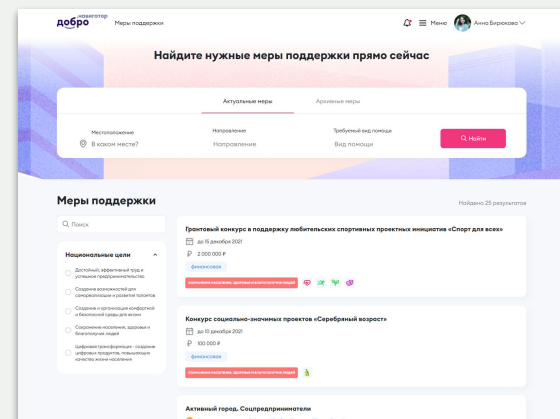 добро
навигатор
Меры поддержки
Меню
Анна Бирюкова
Найдите нужные меры поддержки прямо сейчас
Актуальные меры
Архивные меры
Местоположение
В каком месте?
Направление
Направление
Требуемый вид помощи
Вид помощи
Найти
Меры поддержки
Найдено 25 результатов
Поиск
Национальные цели
Достойный, эффективный труд и
успешное предпринимательство
Создание возможностей для
самореализации и развития талантов
Создание и организация комфортной
и безопасной среды для жизни
Сохранение населения, здоровья и
благополучия людей
Цифровая трансформация - создание
цифровых продуктов, повышающих
качество жизни населения
Грантовый конкурс в поддержку любительских спортивных проектных инициатив «Спорт для всех»
до 15 декабря 2021
₽ 2 000 000 ₽
финансовая
СОХРАНЕНИЕ НАСЕЛЕНИЯ, ЗДОРОВЬЯ И БЛАГОПОЛУЧИЯ ЛЮДЕЙ
Конкурс социально-значимых проектов «Серебряный возраст»
до 10 декабря 2021
₽ 100 000 ₽
финансовая
СОХРАНЕНИЕ НАСЕЛЕНИЯ, ЗДОРОВЬЯ И БЛАГОПОЛУЧИЯ ЛЮДЕЙ
Активный город. Соцпредприниматели